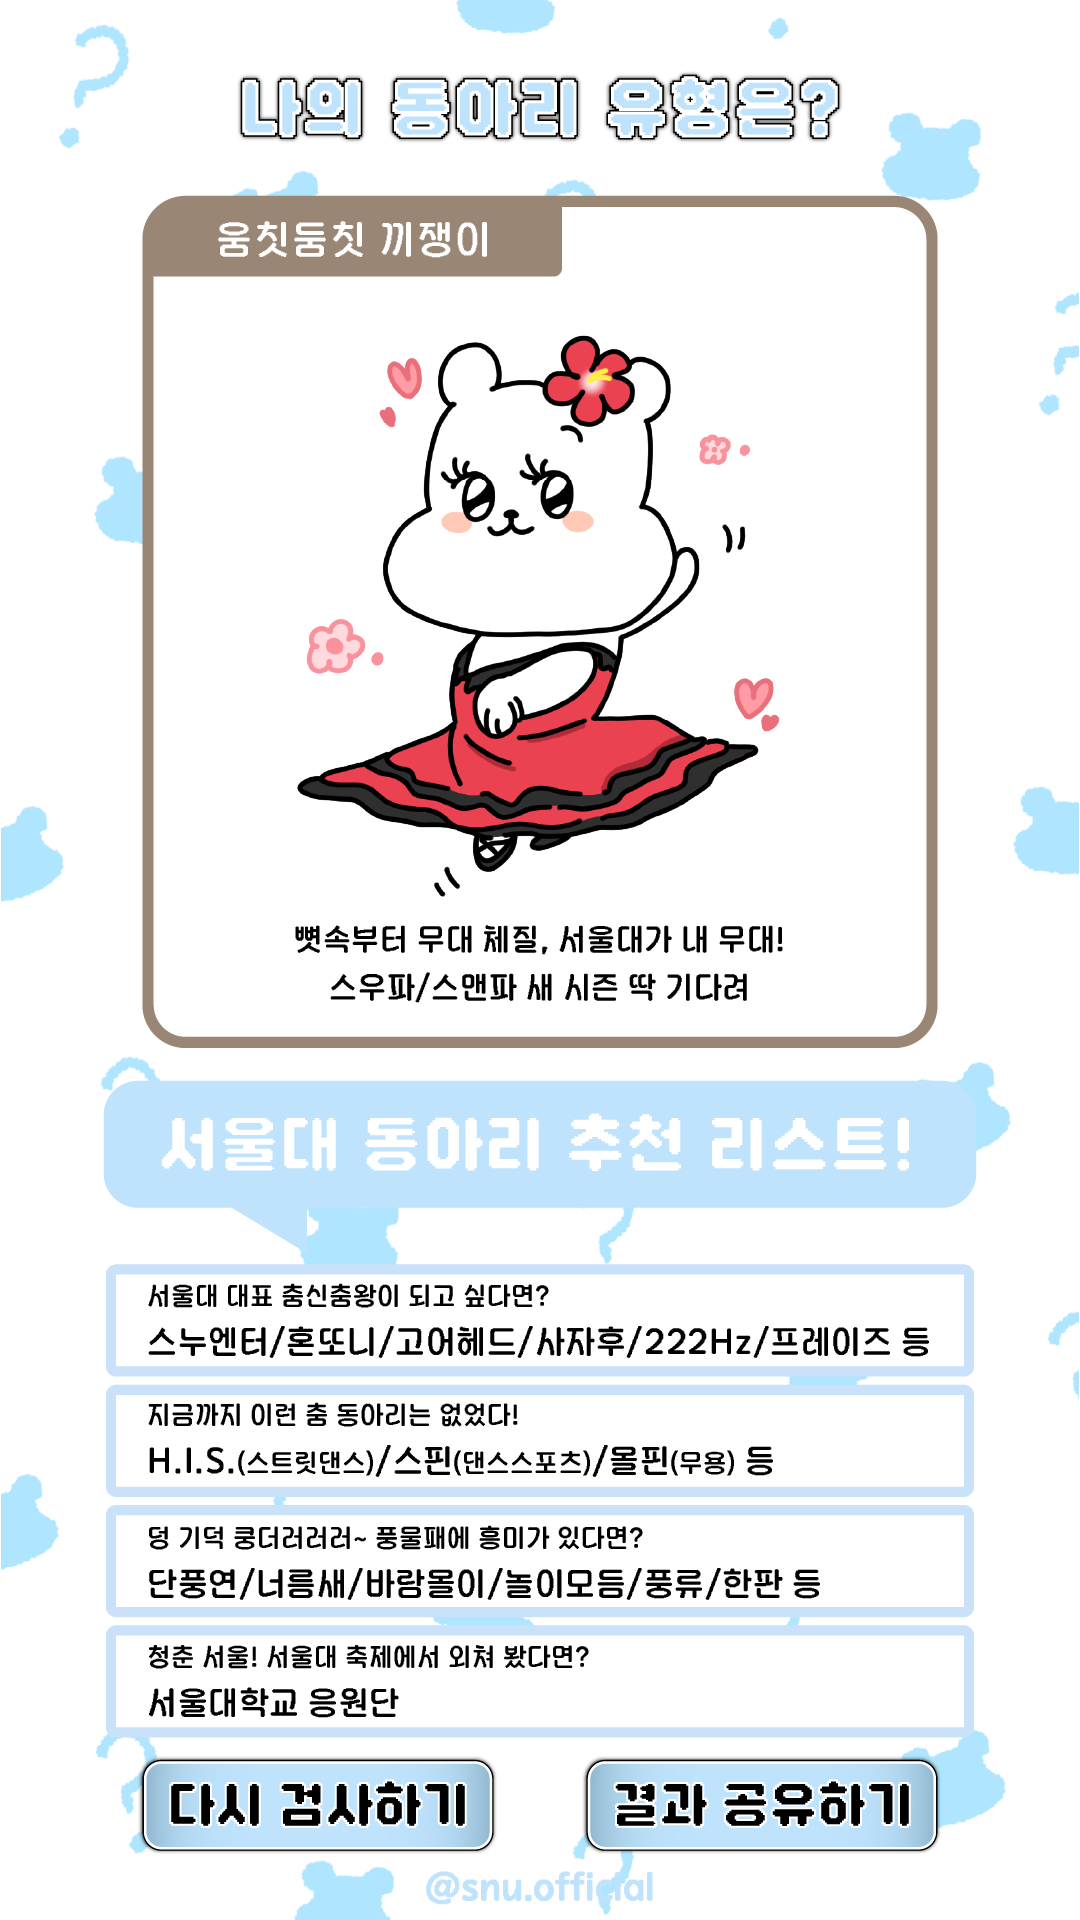 나의 동아리 유형은?
움칫둠칫 끼쟁이
뼛속부터 무대 체질, 서울대가 내 무대!
스우파/스맨파 새 시즌 딱 기다려
서울대 동아리 추천 리스트!
서울대 대표 춤신춤왕이 되고 싶다면?
스누엔터/혼또니/고어헤드/사자후/222Hz/프레이즈 등
지금까지 이런 춤 동아리는 없었다!
H.I.S.(스트릿댄스)/스핀(댄스스포츠)/몰핀(무용) 등
덩 기덕 쿵더러러러~ 풍물패에 흥미가 있다면?
단풍연/너름새/바람몰이/놀이모듬/풍류/한판 등
청춘 서울! 서울대 축제에서 외쳐 봤다면?
서울대학교 응원단
다시 검사하기
결과 공유하기
@snu.official